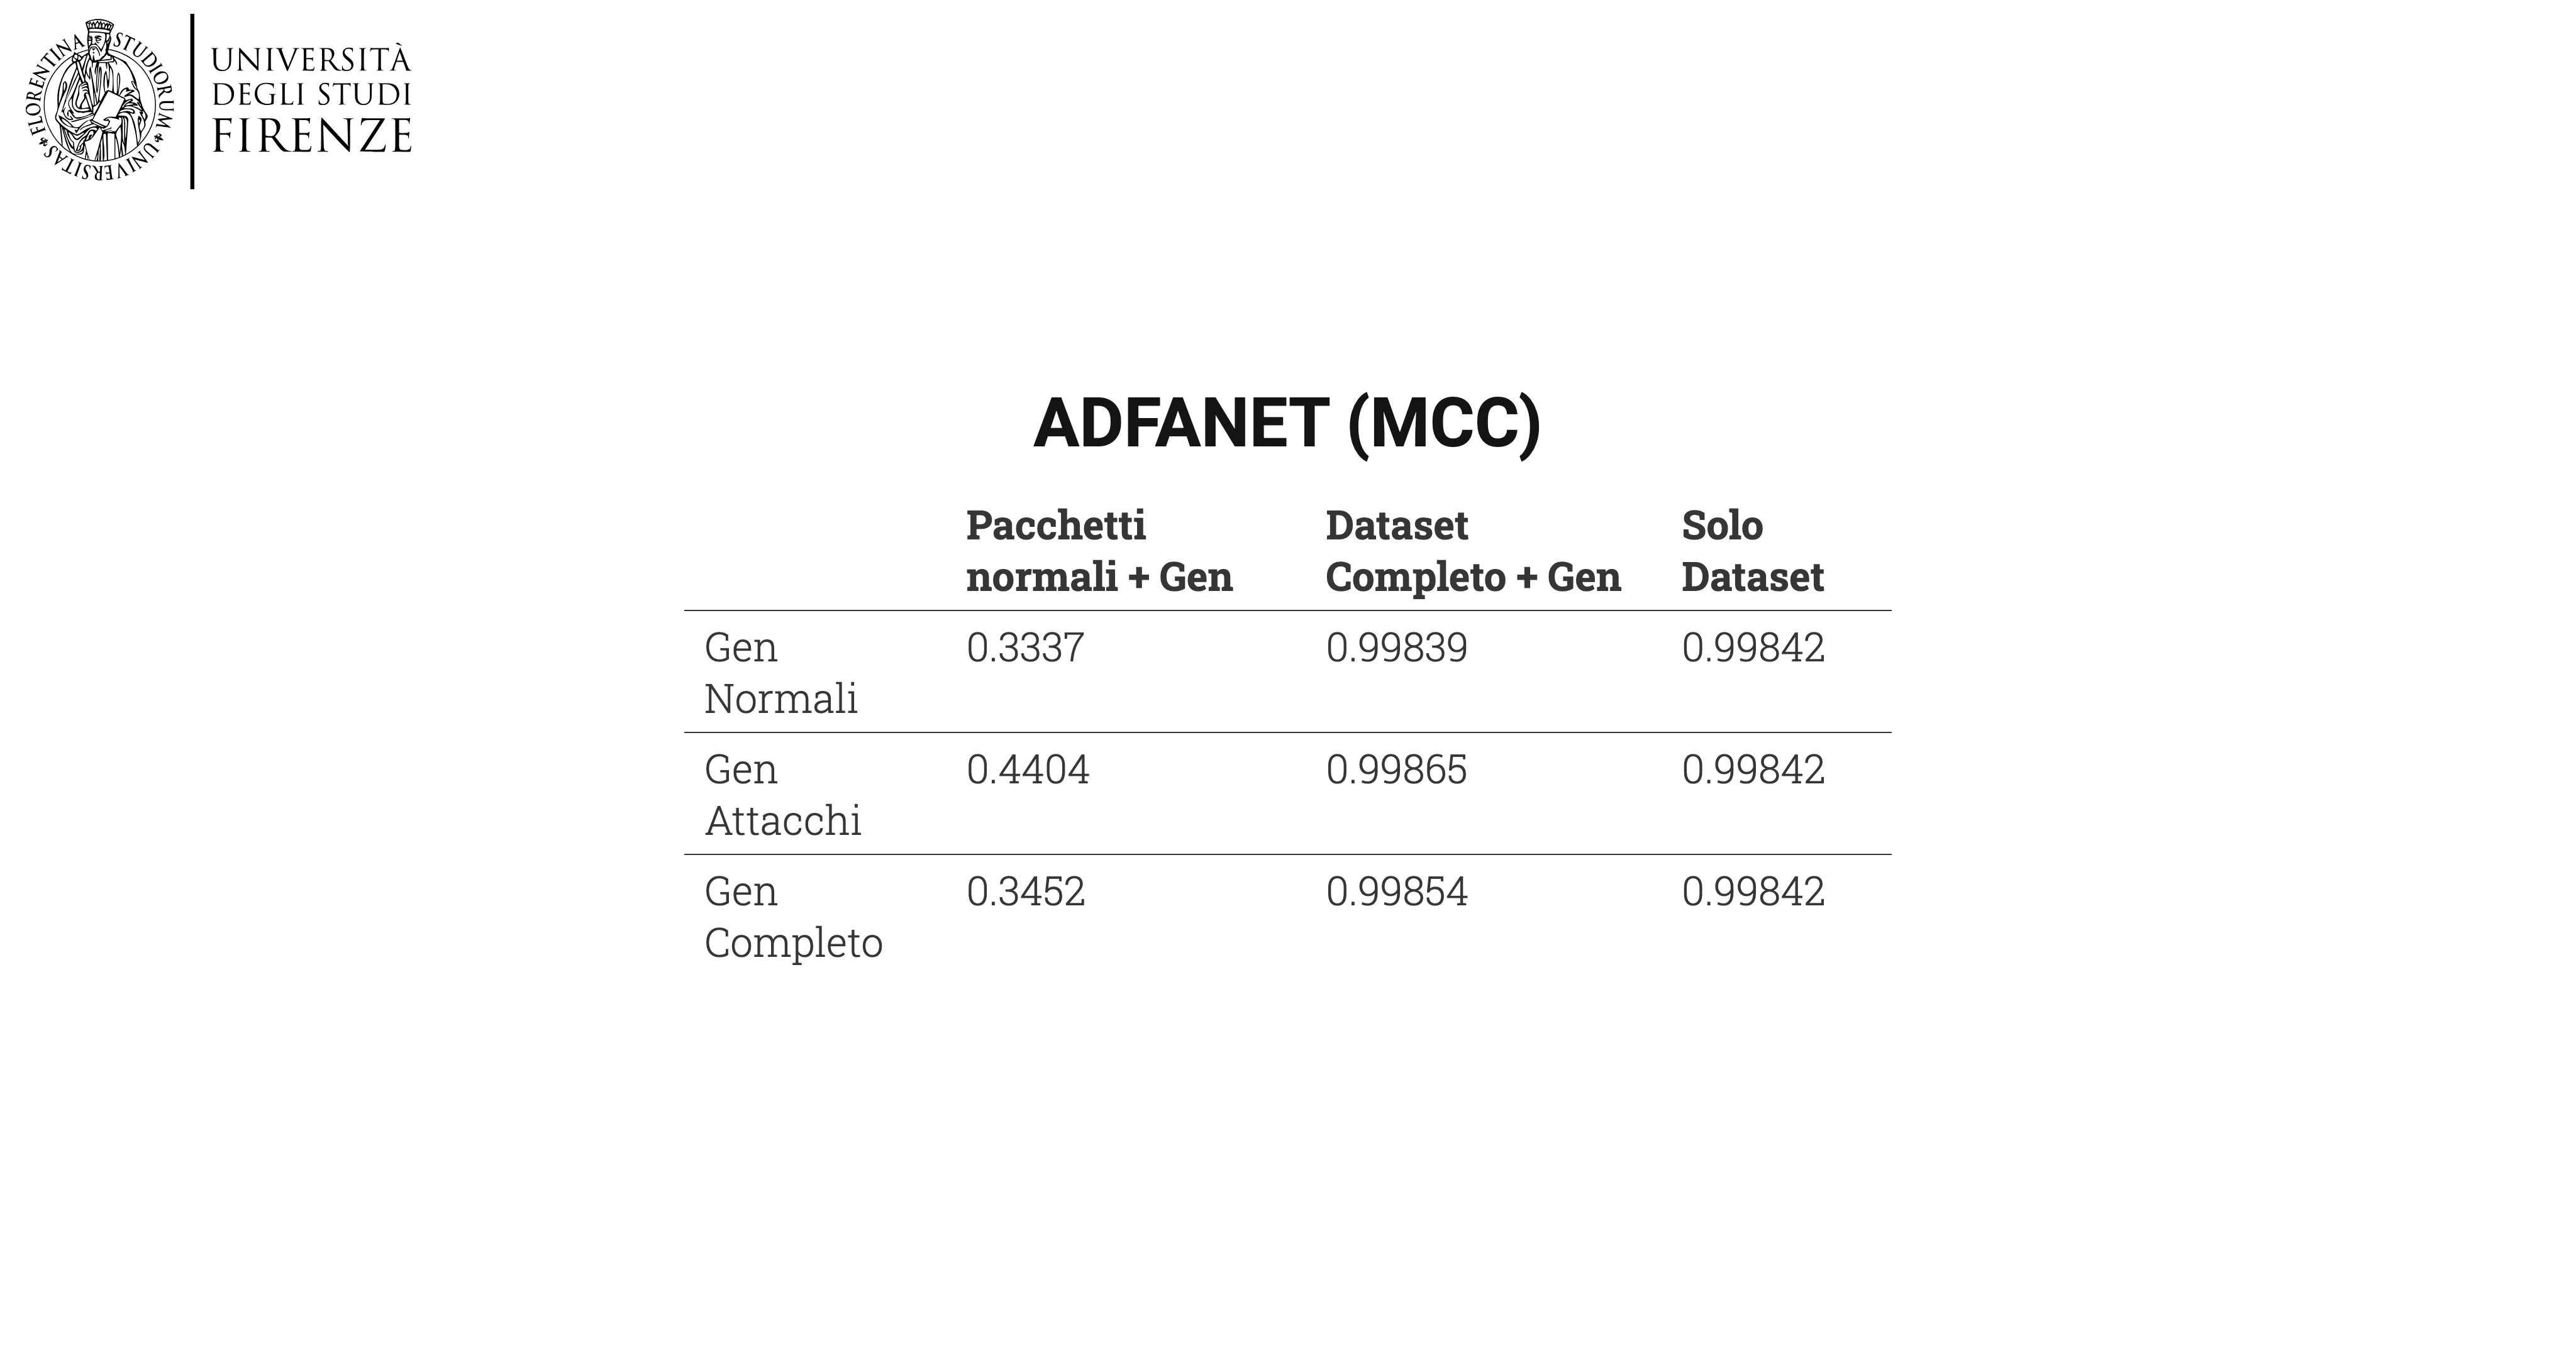 FLORENTINA STUDIORUM UNIVERSITAS
UNIVERSITÀ
DEGLI STUDI
FIRENZE
ADFANET (MCC)
Pacchetti normali + Gen
Dataset Completo + Gen
Solo Dataset
Gen Normali
0.3337
0.99839
0.99842
Gen Attacchi
0.4404
0.99865
0.99842
Gen Completo
0.3452
0.99854
0.99842